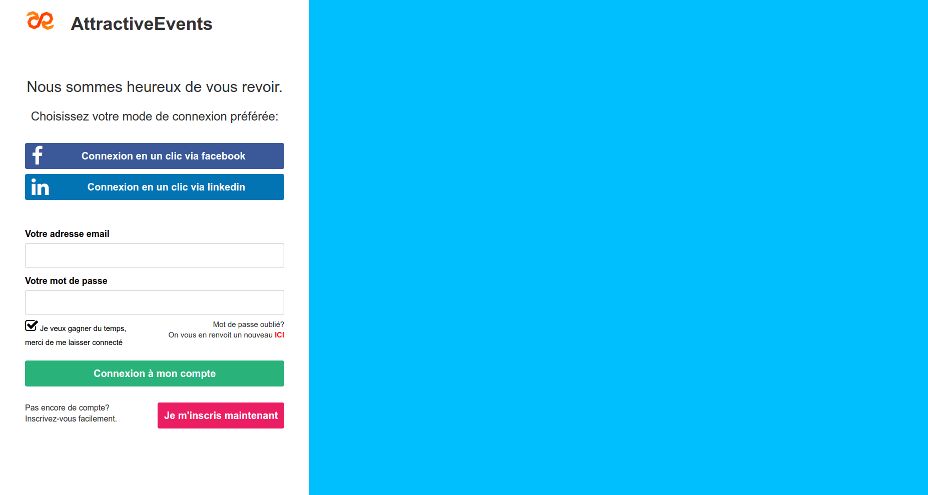 AttractiveEvents
Nous sommes heureux de vous revoir.
Choisissez votre mode de connexion préférée:
Connexion en un clic via facebook
Connexion en un clic via linkedin
Votre adresse email
Votre mot de passe
Je veux gagner du temps,
merci de me laisser connecté
Mot de passe oublié?
On vous en renvoit un nouveau ICI
Connexion à mon compte
Pas encore de compte?
Inscrivez-vous facilement.
Je m'inscris maintenant